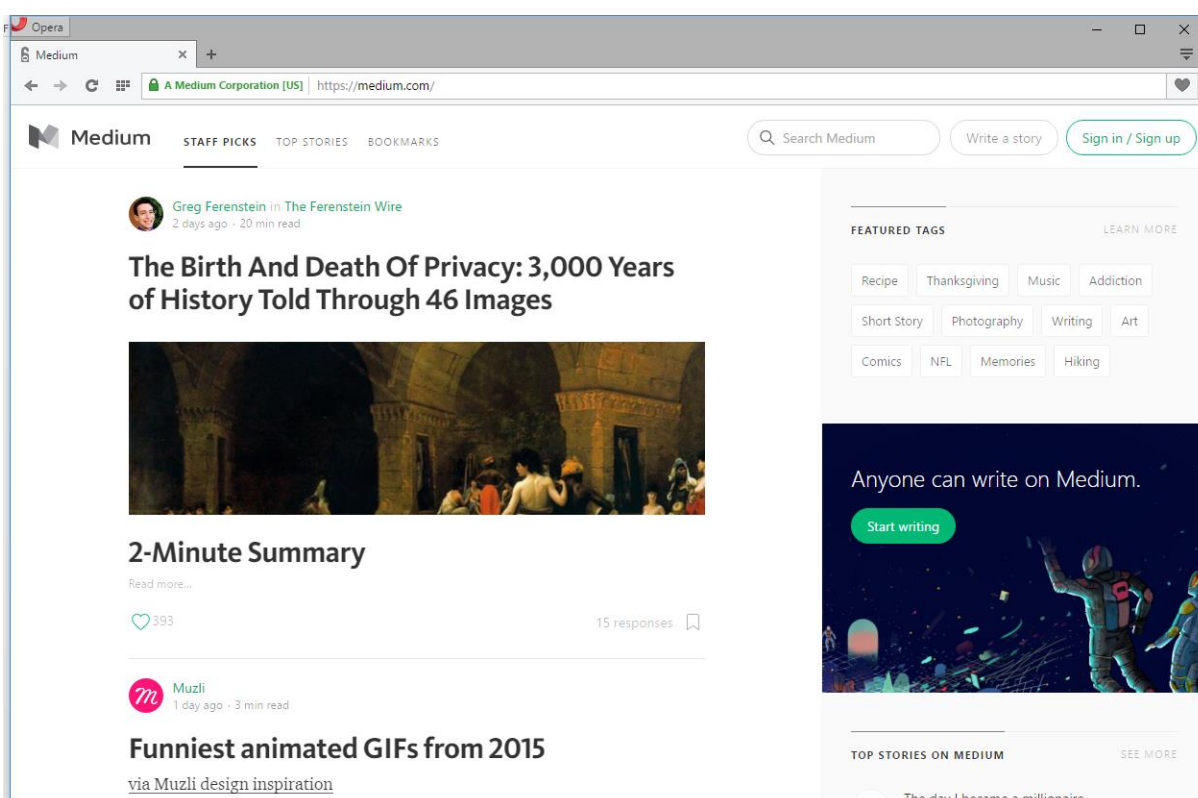 Opera
Medium
A Medium Corporation [US] https://medium.com/
Medium STAFF PICKS TOP STORIES BOOKMARKS Search Medium Write a story Sign in / Sign up
Greg Ferenstein in The Ferenstein Wire
2 days ago · 20 min read
The Birth And Death Of Privacy: 3,000 Years
of History Told Through 46 Images
2-Minute Summary
Read more...
393 15 responses
Muzli
1 day ago · 3 min read
Funniest animated GIFs from 2015
via Muzli design inspiration
FEATURED TAGS LEARN MORE
Recipe Thanksgiving Music Addiction
Short Story Photography Writing Art
Comics NFL Memories Hiking
Anyone can write on Medium.
Start writing
TOP STORIES ON MEDIUM SEE MORE
The day I became a millionaire